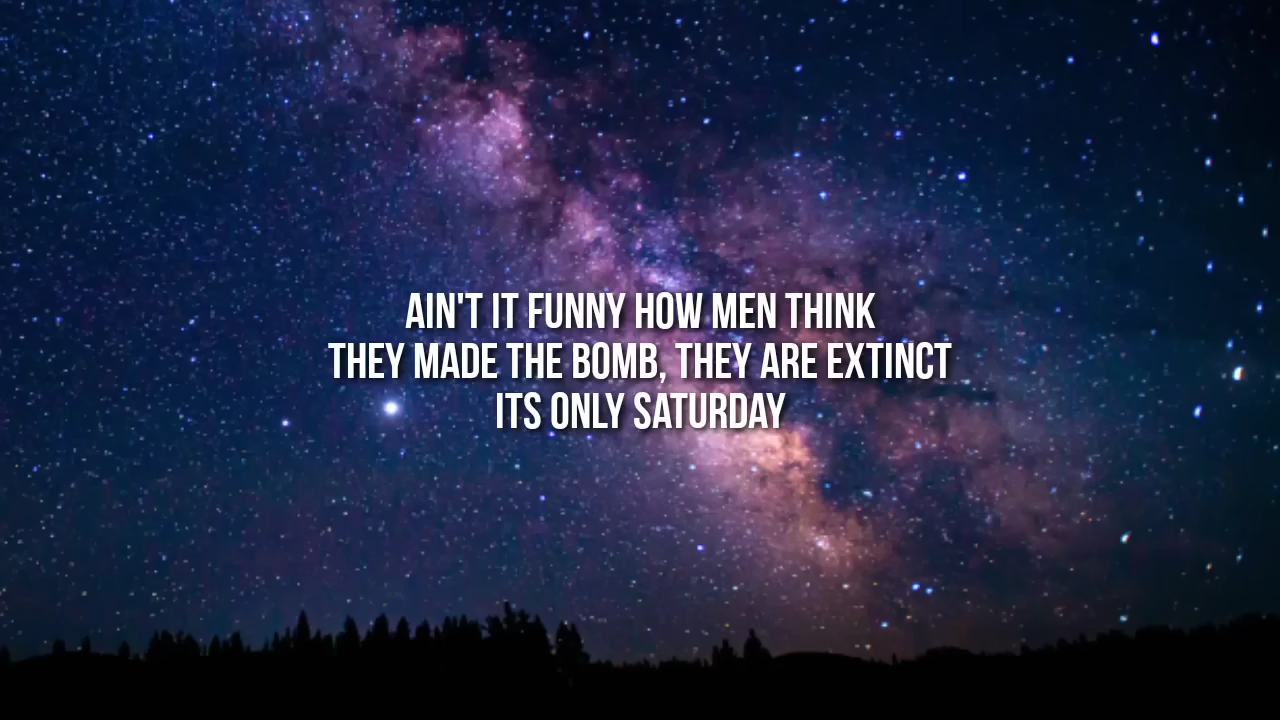 AIN'T IT FUNNY HOW MEN THINK
THEY MADE THE BOMB, THEY ARE EXTINCT
ITS ONLY SATURDAY